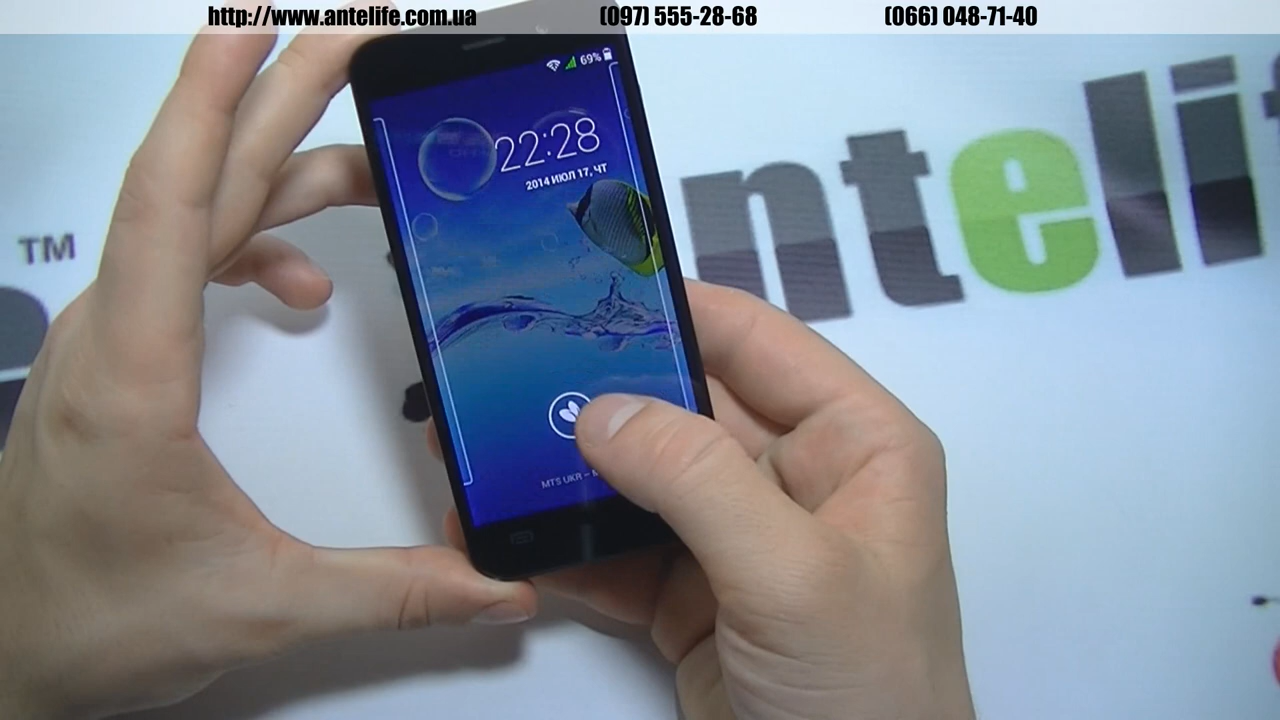 http://www.antelife.com.ua (097) 555-28-68 (066) 048-71-40
69%
22:28
2014 ИЮЛ 17, ЧТ
MTS UKR –
TM
nteli